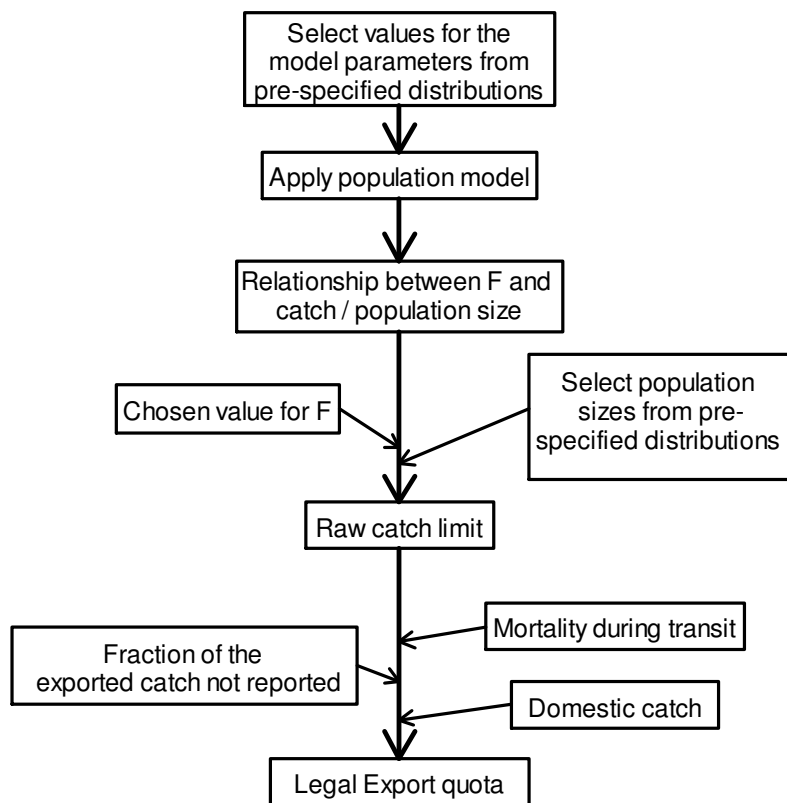 Select values for the
model parameters from
pre-specified distributions
Apply population model
Relationship between F and
catch / population size
Chosen value for F
Select population
sizes from pre-
specified distributions
Raw catch limit
Mortality during transit
Fraction of the
exported catch not reported
Domestic catch
Legal Export quota